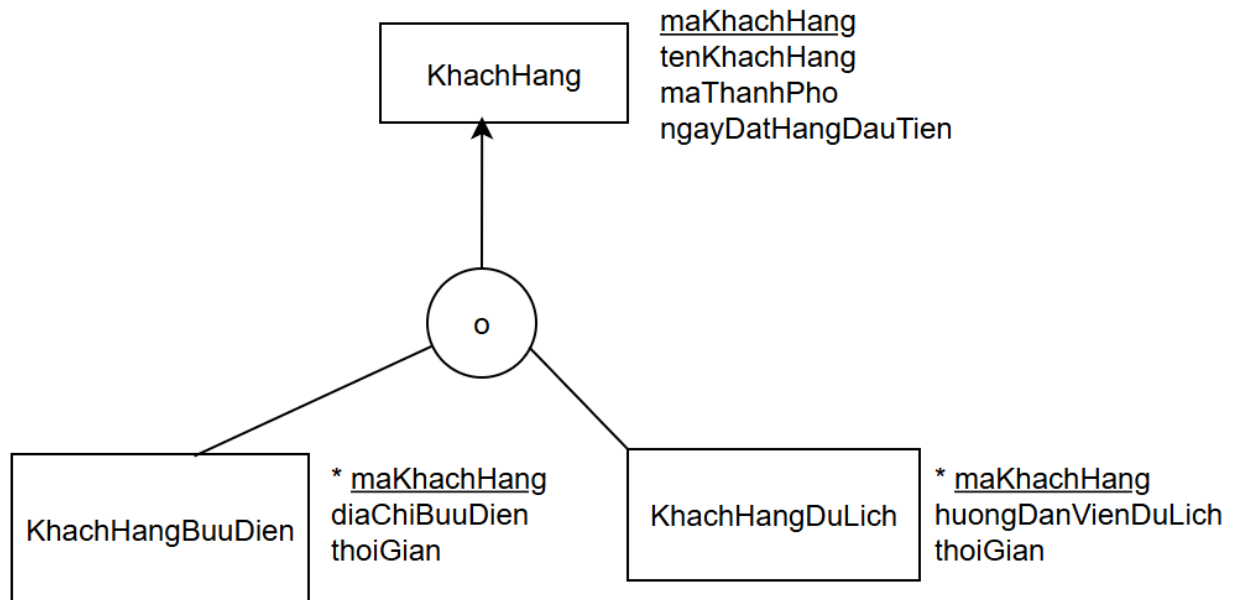 KhachHang
maKhachHang
tenKhachHang
maThanhPho
ngayDatHangDauTien
o
KhachHangBuuDien
* maKhachHang
diaChiBuuDien
thoiGian
KhachHangDuLich
* maKhachHang
huongDanVienDuLich
thoiGian